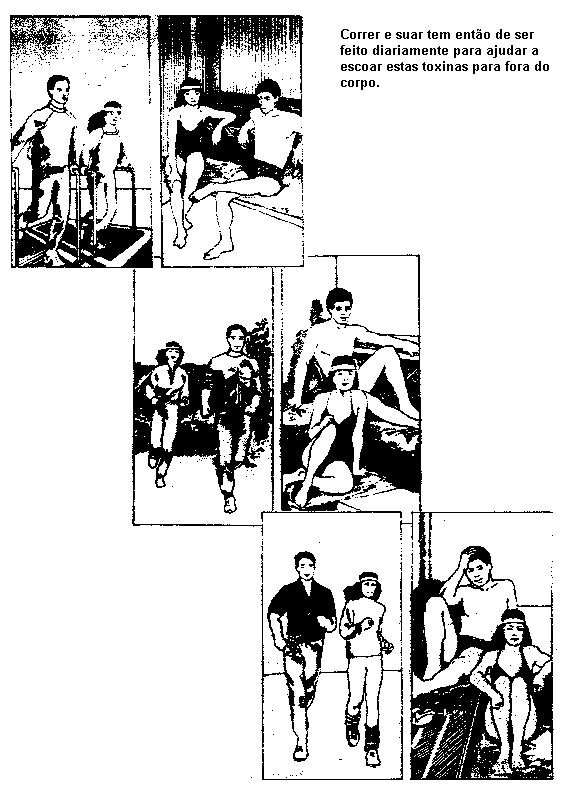 Correr e suar tem então de ser
feito diariamente para ajudar a
escoar estas toxinas para fora do
corpo.